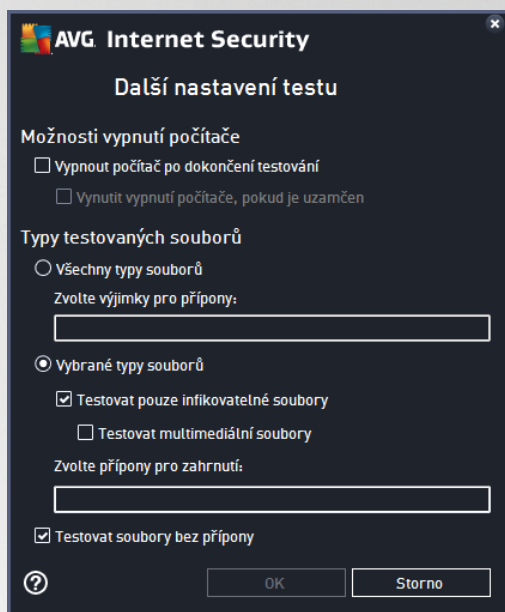 AVG Internet Security
Další nastavení testu
Možnosti vypnutí počítače
Vypnout počítač po dokončení testování
Vynutit vypnutí počítače, pokud je uzamčen
Typy testovaných souborů
Všechny typy souborů
Zvolte výjimky pro přípony:
Vybrané typy souborů
Testovat pouze infikovatelné soubory
Testovat multimediální soubory
Zvolte přípony pro zahrnutí:
Testovat soubory bez přípony
? OK Storno